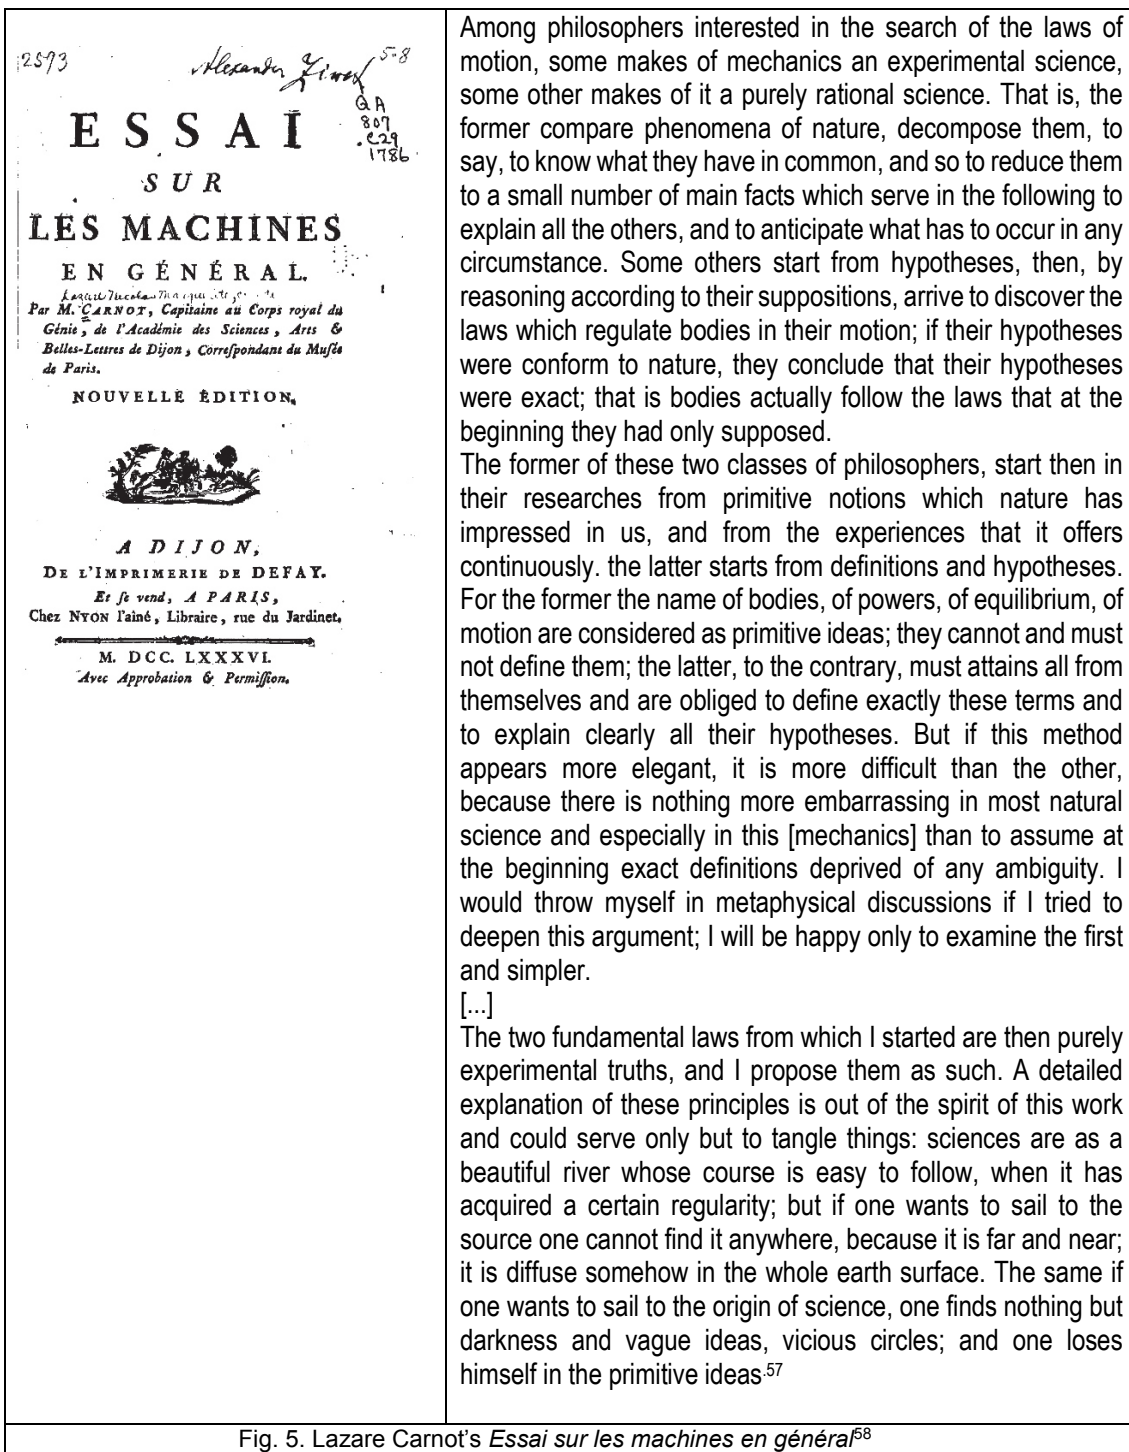 2593
Alexander Ziwet
5-8
QA
807
.C29
1786
ESSAI
SUR
LES MACHINES
EN GÉNÉRAL.
Par M. CARNOT, Capitaine au Corps royal du
Génie, de l'Académie des Sciences, Arts &
Belles-Lettres de Dijon, Correſpondant du Muſée
de Paris.
NOUVELLE ÉDITION.
A DIJON,
DE L'IMPRIMERIE DE DEFAY.
Et ſe vend, A PARIS,
Chez NYON l'aîné, Libraire, rue du Jardinet.
M. DCC. LXXXVI.
Avec Approbation & Permiſſion.
Among philosophers interested in the search of the laws of
motion, some makes of mechanics an experimental science,
some other makes of it a purely rational science. That is, the
former compare phenomena of nature, decompose them, to
say, to know what they have in common, and so to reduce them
to a small number of main facts which serve in the following to
explain all the others, and to anticipate what has to occur in any
circumstance. Some others start from hypotheses, then, by
reasoning according to their suppositions, arrive to discover the
laws which regulate bodies in their motion; if their hypotheses
were conform to nature, they conclude that their hypotheses
were exact; that is bodies actually follow the laws that at the
beginning they had only supposed.
The former of these two classes of philosophers, start then in
their researches from primitive notions which nature has
impressed in us, and from the experiences that it offers
continuously. the latter starts from definitions and hypotheses.
For the former the name of bodies, of powers, of equilibrium, of
motion are considered as primitive ideas; they cannot and must
not define them; the latter, to the contrary, must attains all from
themselves and are obliged to define exactly these terms and
to explain clearly all their hypotheses. But if this method
appears more elegant, it is more difficult than the other,
because there is nothing more embarrassing in most natural
science and especially in this [mechanics] than to assume at
the beginning exact definitions deprived of any ambiguity. I
would throw myself in metaphysical discussions if I tried to
deepen this argument; I will be happy only to examine the first
and simpler.
[...]
The two fundamental laws from which I started are then purely
experimental truths, and I propose them as such. A detailed
explanation of these principles is out of the spirit of this work
and could serve only but to tangle things: sciences are as a
beautiful river whose course is easy to follow, when it has
acquired a certain regularity; but if one wants to sail to the
source one cannot find it anywhere, because it is far and near;
it is diffuse somehow in the whole earth surface. The same if
one wants to sail to the origin of science, one finds nothing but
darkness and vague ideas, vicious circles; and one loses
himself in the primitive ideas.57
Fig. 5. Lazare Carnot's Essai sur les machines en général58